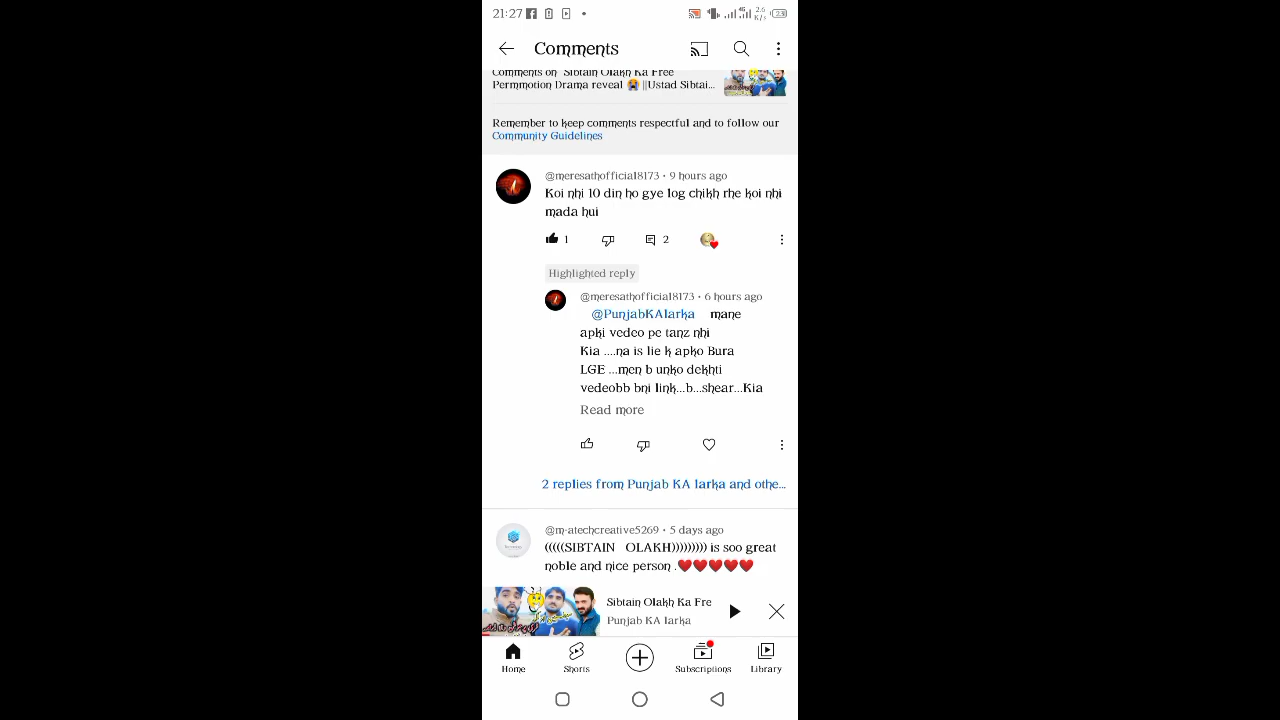 21:27
2.6
K/s
4G
23
Comments
Comments on "Sibtain Olakh Ka Free
Permmotion Drama reveal 😭 ||Ustad Sibtai...
Remember to keep comments respectful and to follow our
Community Guidelines
@meresathofficial8173 • 9 hours ago
Koi nhi 10 din ho gye log chikh rhe koi nhi
mada hui
1
2
Highlighted reply
@meresathofficial8173 • 6 hours ago
@PunjabKAlarka mane
apki vedeo pe tanz nhi
Kia ....na is lie k apko Bura
LGE ...men b unko dekhti
vedeobb bni link...b...shear...Kia
Read more
2 replies from Punjab KA larka and othe...
@m-atechcreative5269 • 5 days ago
(((((SIBTAIN OLAKH))))))))) is soo great
noble and nice person .❤️❤️❤️❤️❤️
Sibtain Olakh Ka Fre
Punjab KA larka
Home
Shorts
Subscriptions
Library